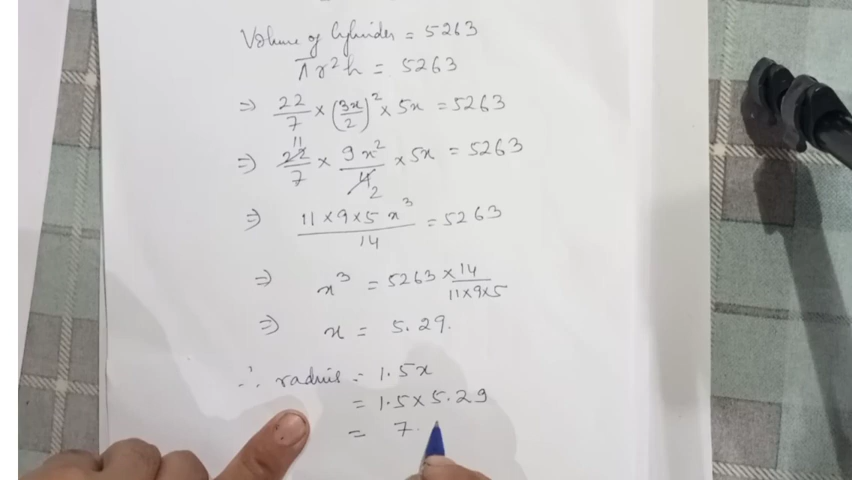 Volume of Cylinder = 5263
πr²h = 5263
⇒ 22/7 × (3x/2)² × 5x = 5263
⇒ 22/7 × 9x²/4 × 5x = 5263
⇒ 11×9×5 x³/14 = 5263
⇒ x³ = 5263 × 14/11×9×5
⇒ x = 5.29.
∴ radius = 1.5x
= 1.5×5.29
= 7.